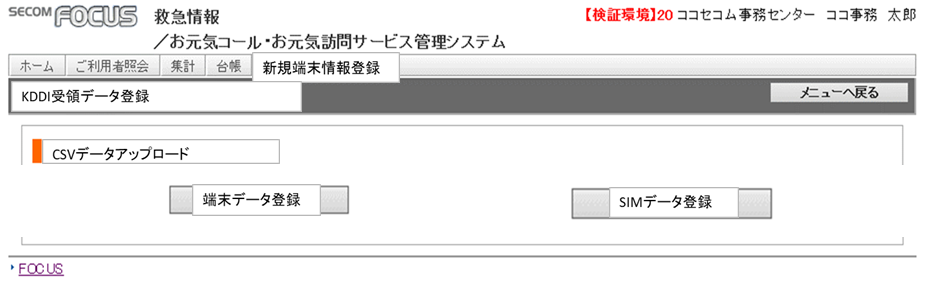 SECOM FOCUS 救急情報 【検証環境】20 ココセコム事務センター ココ事務 太郎
／お元気コール・お元気訪問サービス管理システム
ホーム ご利用者照会 集計 台帳 新規端末情報登録
KDDI受領データ登録 メニューへ戻る
CSVデータアップロード
端末データ登録 SIMデータ登録
FOCUS